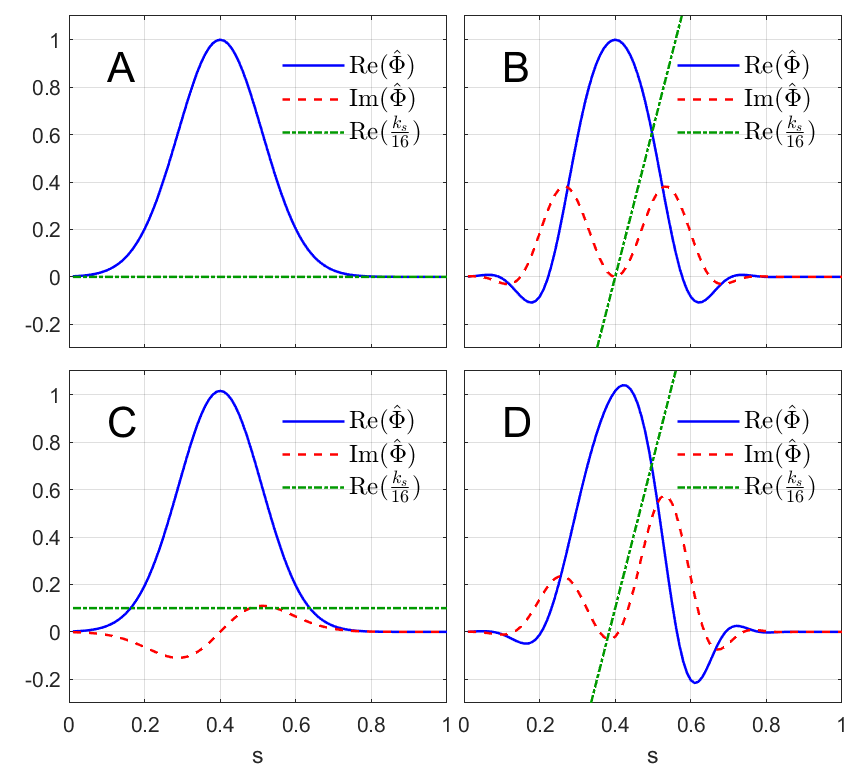 A
Re(Φ̂)
Im(Φ̂)
Re(k_s/16)
B
Re(Φ̂)
Im(Φ̂)
Re(k_s/16)
1
0.8
0.6
0.4
0.2
0
-0.2
C
Re(Φ̂)
Im(Φ̂)
Re(k_s/16)
D
Re(Φ̂)
Im(Φ̂)
Re(k_s/16)
1
0.8
0.6
0.4
0.2
0
-0.2
0 0.2 0.4 0.6 0.8 1 0 0.2 0.4 0.6 0.8 1
s s